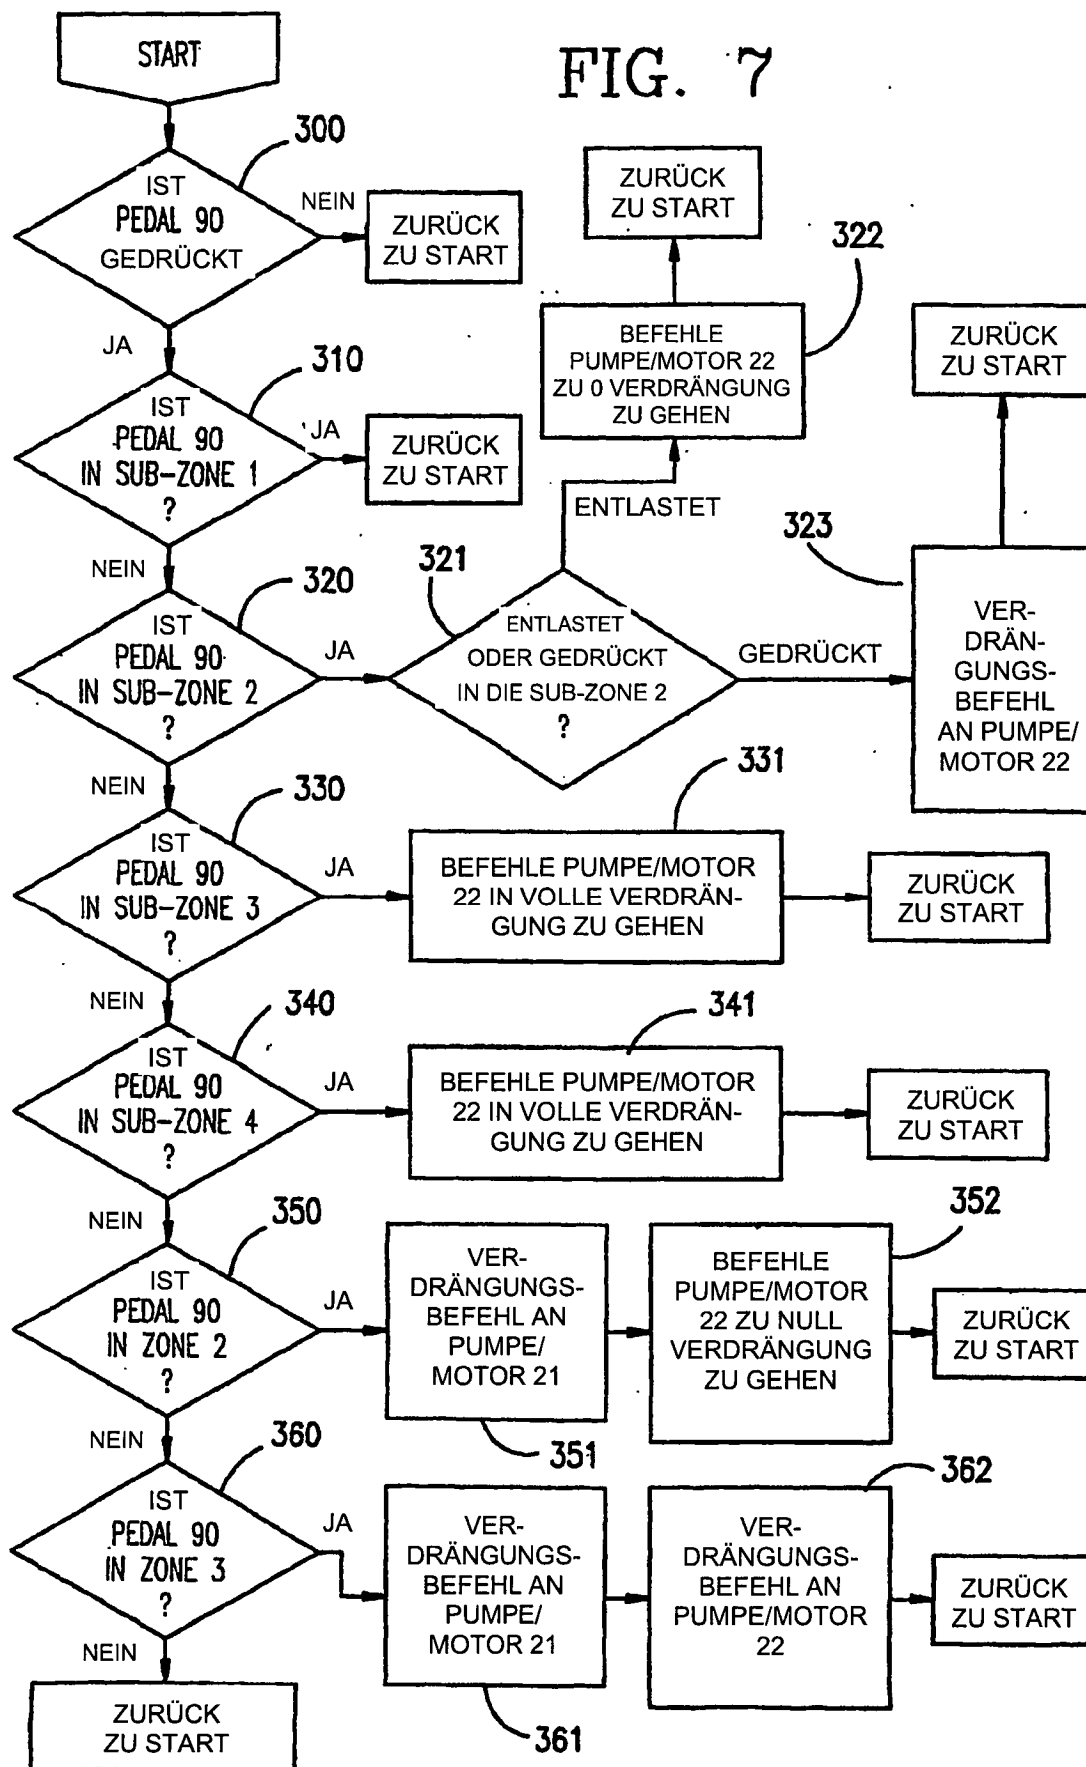 START
FIG. 7
300
IST
PEDAL 90
GEDRÜCKT
NEIN
ZURÜCK
ZU START
JA
310
IST
PEDAL 90
IN SUB-ZONE 1
?
JA
ZURÜCK
ZU START
NEIN
320
IST
PEDAL 90
IN SUB-ZONE 2
?
JA
321
ENTLASTET
ODER GEDRÜCKT
IN DIE SUB-ZONE 2
?
ENTLASTET
322
BEFEHLE
PUMPE/MOTOR 22
ZU 0 VERDRÄNGUNG
ZU GEHEN
ZURÜCK
ZU START
GEDRÜCKT
323
VER-
DRÄN-
GUNGS-
BEFEHL
AN PUMPE/
MOTOR 22
ZURÜCK
ZU START
NEIN
330
IST
PEDAL 90
IN SUB-ZONE 3
?
JA
331
BEFEHLE PUMPE/MOTOR
22 IN VOLLE VERDRÄN-
GUNG ZU GEHEN
ZURÜCK
ZU START
NEIN
340
IST
PEDAL 90
IN SUB-ZONE 4
?
JA
341
BEFEHLE PUMPE/MOTOR
22 IN VOLLE VERDRÄN-
GUNG ZU GEHEN
ZURÜCK
ZU START
NEIN
350
IST
PEDAL 90
IN ZONE 2
?
JA
VER-
DRÄNGUNGS-
BEFEHL AN
PUMPE/
MOTOR 21
351
352
BEFEHLE
PUMPE/MOTOR
22 ZU NULL
VERDRÄNGUNG
ZU GEHEN
ZURÜCK
ZU START
NEIN
360
IST
PEDAL 90
IN ZONE 3
?
JA
VER-
DRÄNGUNGS-
BEFEHL AN
PUMPE/
MOTOR 21
361
362
VER-
DRÄNGUNGS-
BEFEHL AN
PUMPE/MOTOR
22
ZURÜCK
ZU START
NEIN
ZURÜCK
ZU START